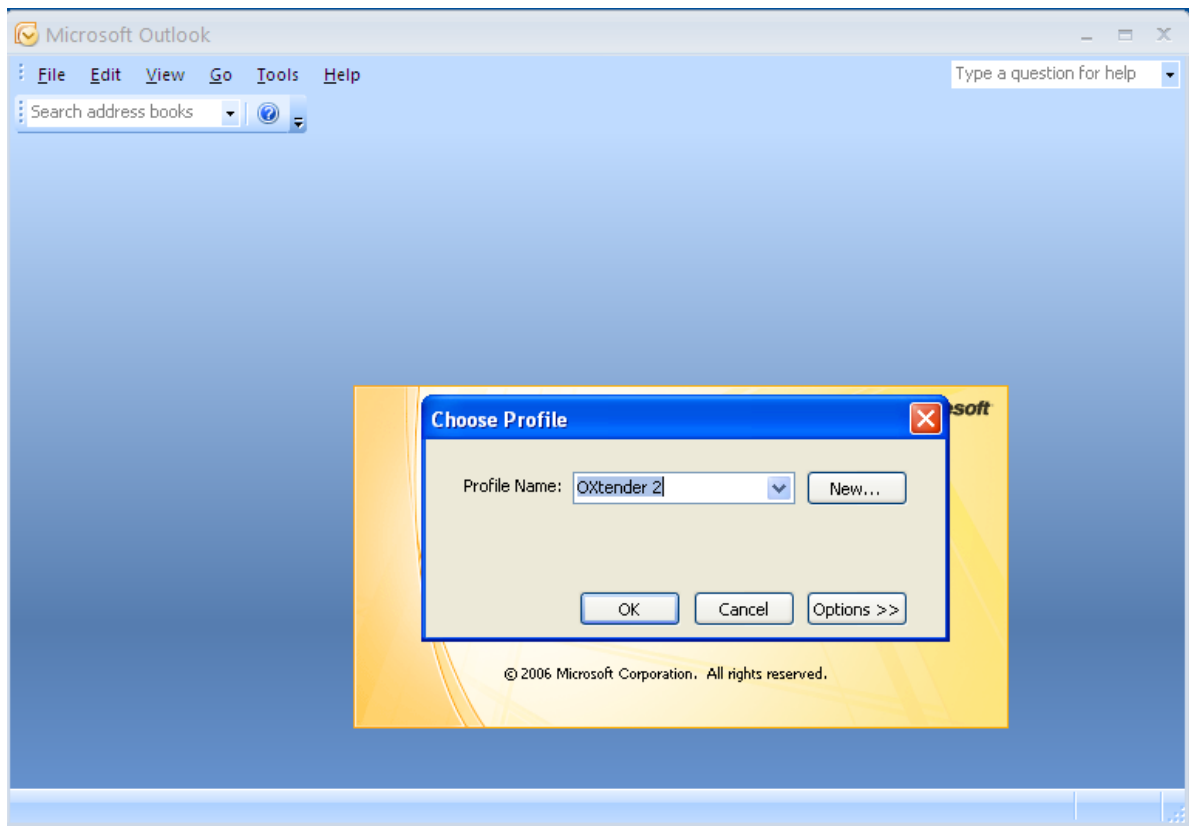 Microsoft Outlook
File Edit View Go Tools Help
Type a question for help
Search address books
Choose Profile
Profile Name: OXtender 2 New...
OK Cancel Options >>
© 2006 Microsoft Corporation. All rights reserved.